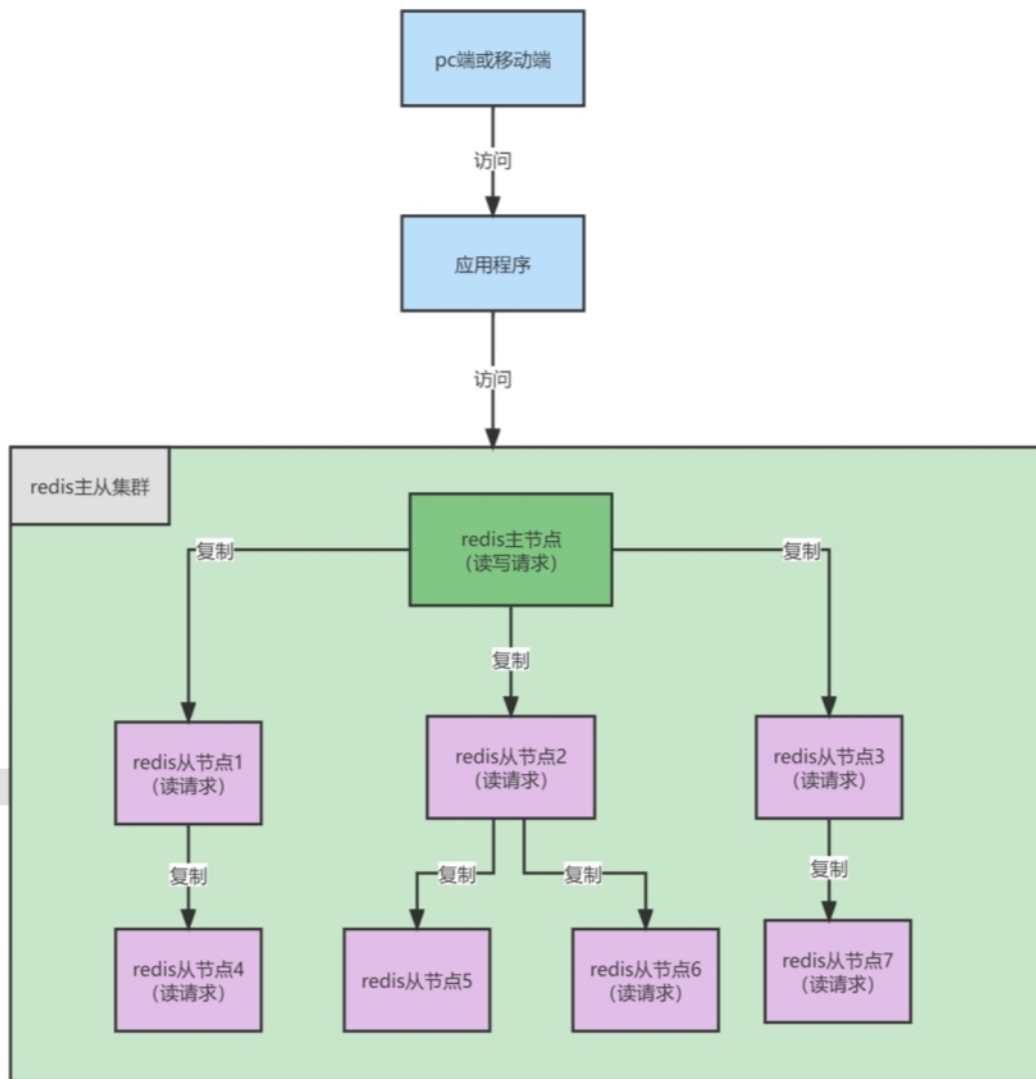 pc端或移动端
访问
应用程序
访问
redis主从集群
redis主节点
（读写请求）
复制
复制
复制
redis从节点1
（读请求）
redis从节点2
（读请求）
redis从节点3
（读请求）
复制
复制
复制
复制
redis从节点4
（读请求）
redis从节点5
redis从节点6
（读请求）
redis从节点7
（读请求）